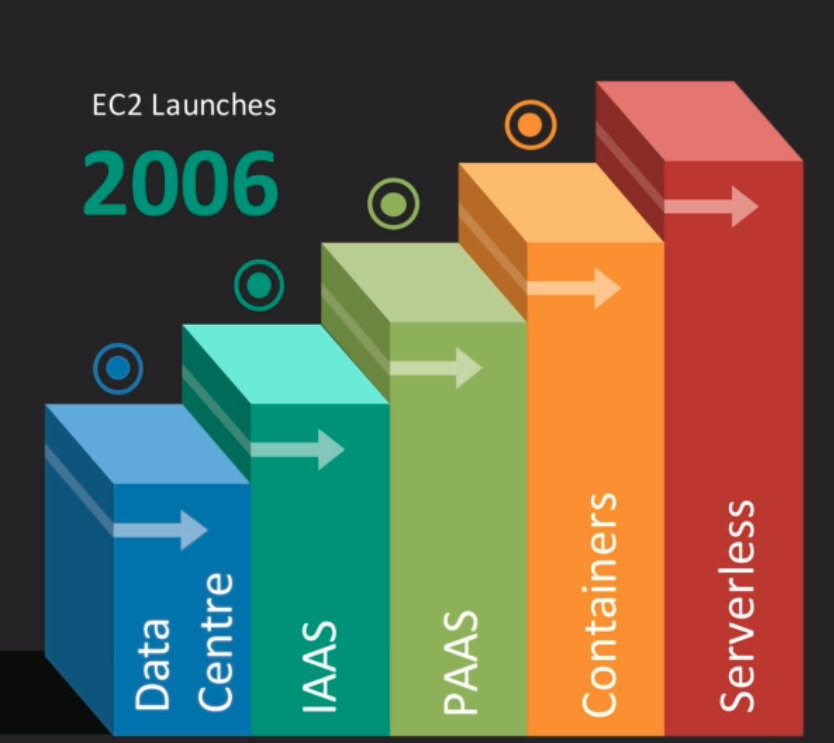 EC2 Launches
2006
Data
Centre
IAAS
PAAS
Containers
Serverless